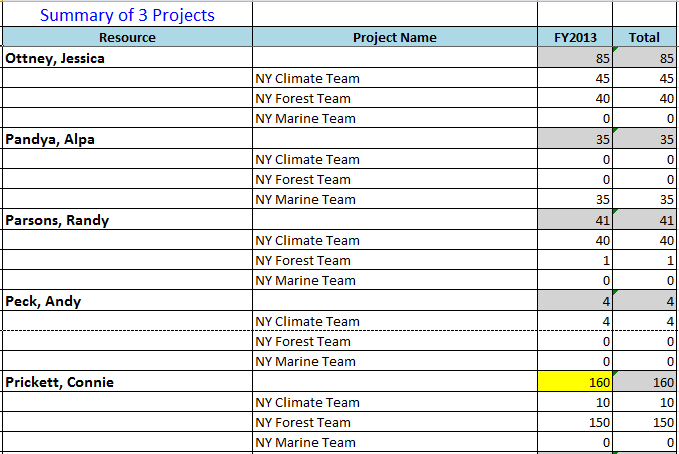 Summary of 3 Projects
Resource Project Name FY2013 Total
Ottney, Jessica 85 85
NY Climate Team 45 45
NY Forest Team 40 40
NY Marine Team 0 0
Pandya, Alpa 35 35
NY Climate Team 0 0
NY Forest Team 0 0
NY Marine Team 35 35
Parsons, Randy 41 41
NY Climate Team 40 40
NY Forest Team 1 1
NY Marine Team 0 0
Peck, Andy 4 4
NY Climate Team 4 4
NY Forest Team 0 0
NY Marine Team 0 0
Prickett, Connie 160 160
NY Climate Team 10 10
NY Forest Team 150 150
NY Marine Team 0 0